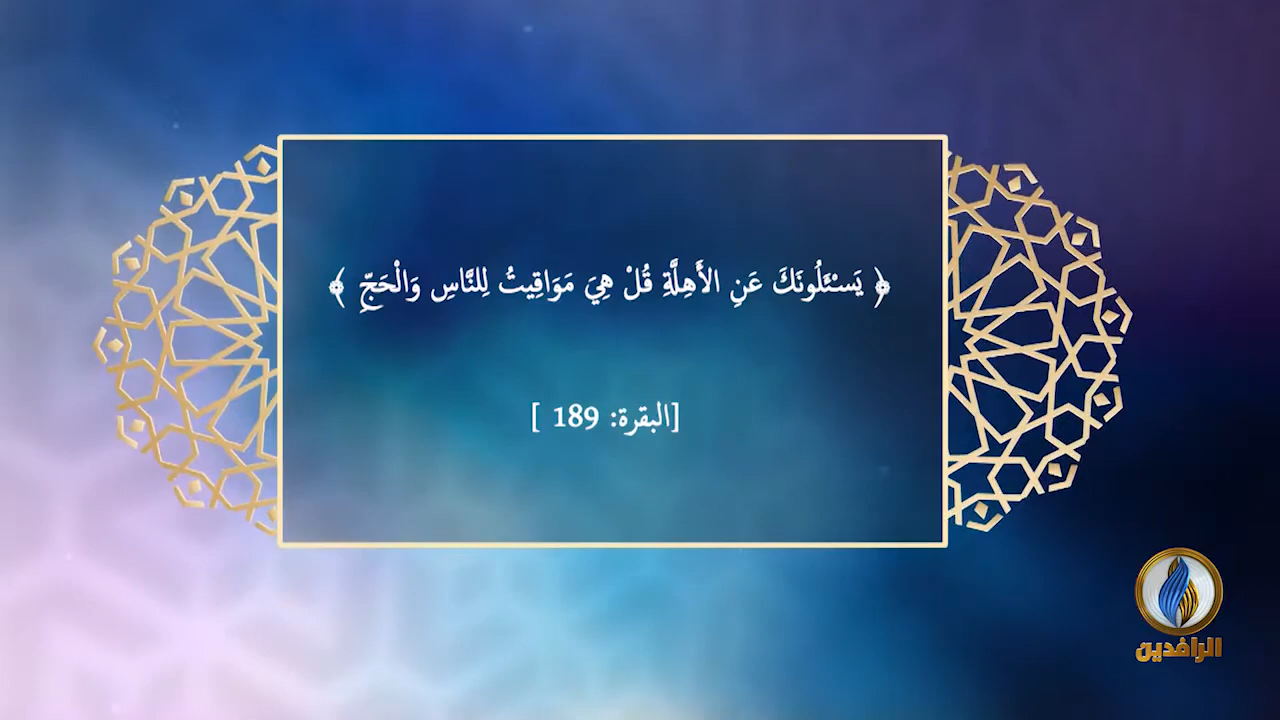 ﴿ يَسْـَٔلُونَكَ عَنِ الأَهِلَّةِ قُلْ هِيَ مَوَاقِيتُ لِلنَّاسِ وَالْحَجِّ ﴾
[البقرة: 189 ]
الرافدين